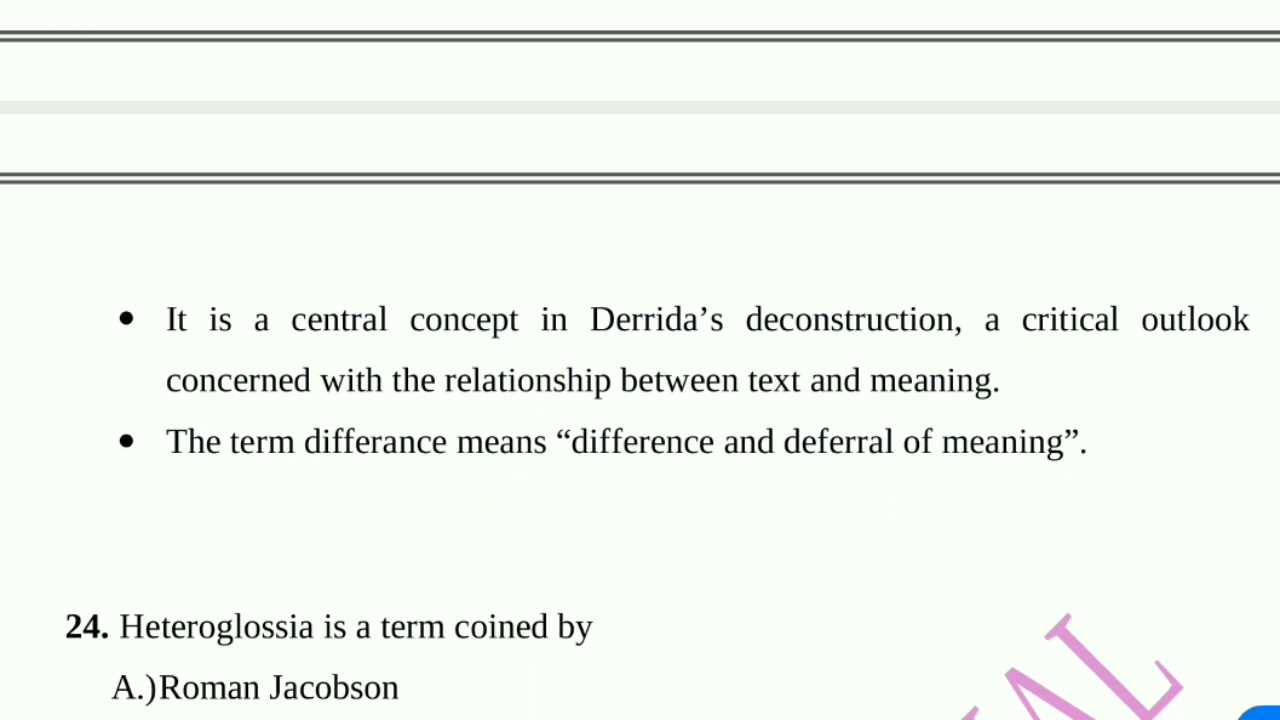 • It is a central concept in Derrida’s deconstruction, a critical outlook
concerned with the relationship between text and meaning.
• The term differance means “difference and deferral of meaning”.
24. Heteroglossia is a term coined by
A.)Roman Jacobson